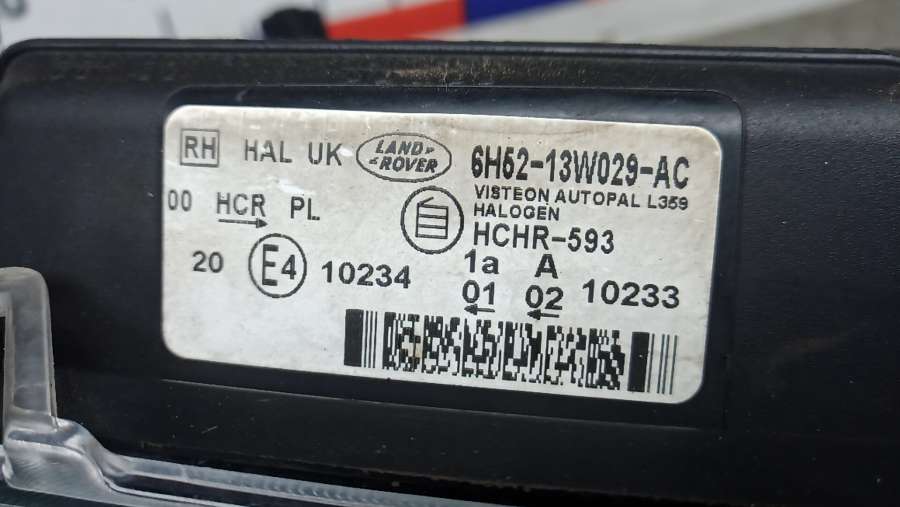 RH HAL UK LAND ROVER 6H52-13W029-AC
VISTEON AUTOPAL L359
HALOGEN
00 HCR PL
HCHR-593
20 E4 10234
1a A
01 02 10233